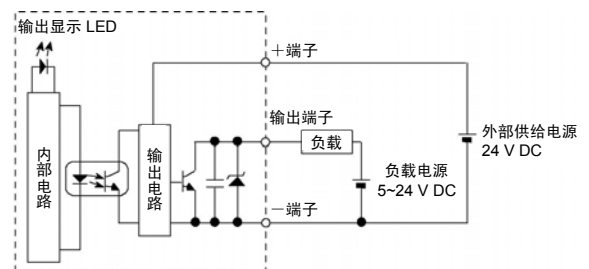 输出显示 LED
＋端子
输出端子
负载
外部供给电源
24 V DC
负载电源
5~24 V DC
内部电路
输出电路
－端子